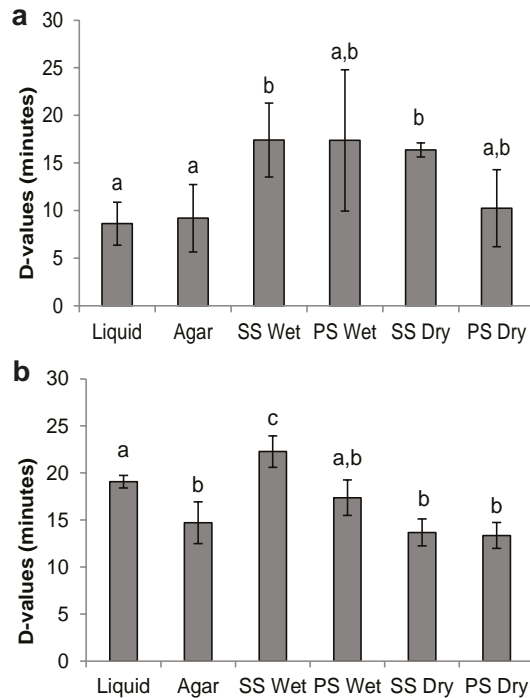 a
30
25
20
15
10
5
0
D-values (minutes)
a a b a,b b a,b
Liquid Agar SS Wet PS Wet SS Dry PS Dry
b
30
25
20
15
10
5
0
D-values (minutes)
a b c a,b b b
Liquid Agar SS Wet PS Wet SS Dry PS Dry